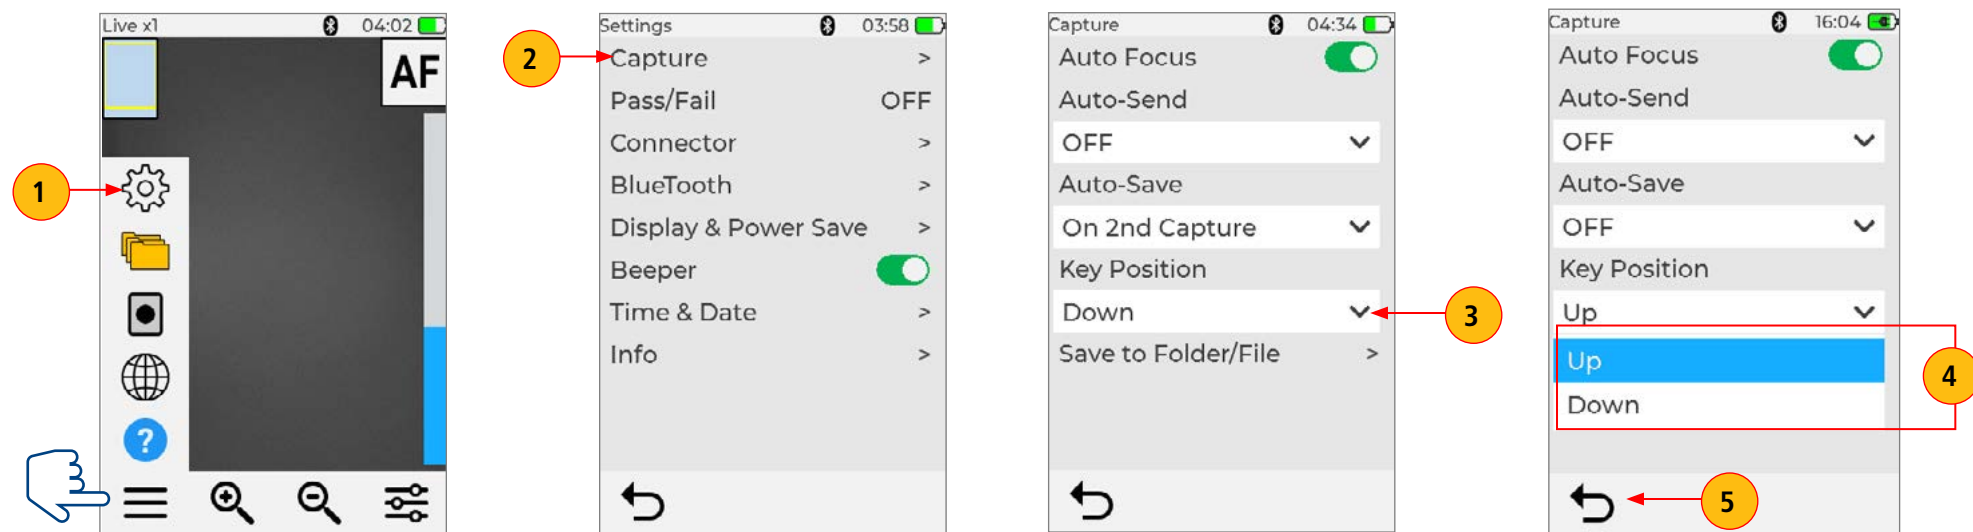 Live x1 04:02
AF
1
?
Settings 03:58
2
Capture >
Pass/Fail OFF
Connector >
BlueTooth >
Display & Power Save >
Beeper
Time & Date >
Info >
Capture 04:34
Auto Focus
Auto-Send
OFF
Auto-Save
On 2nd Capture
Key Position
Down
3
Save to Folder/File >
Capture 16:04
Auto Focus
Auto-Send
OFF
Auto-Save
OFF
Key Position
Up
Up
Down
4
5